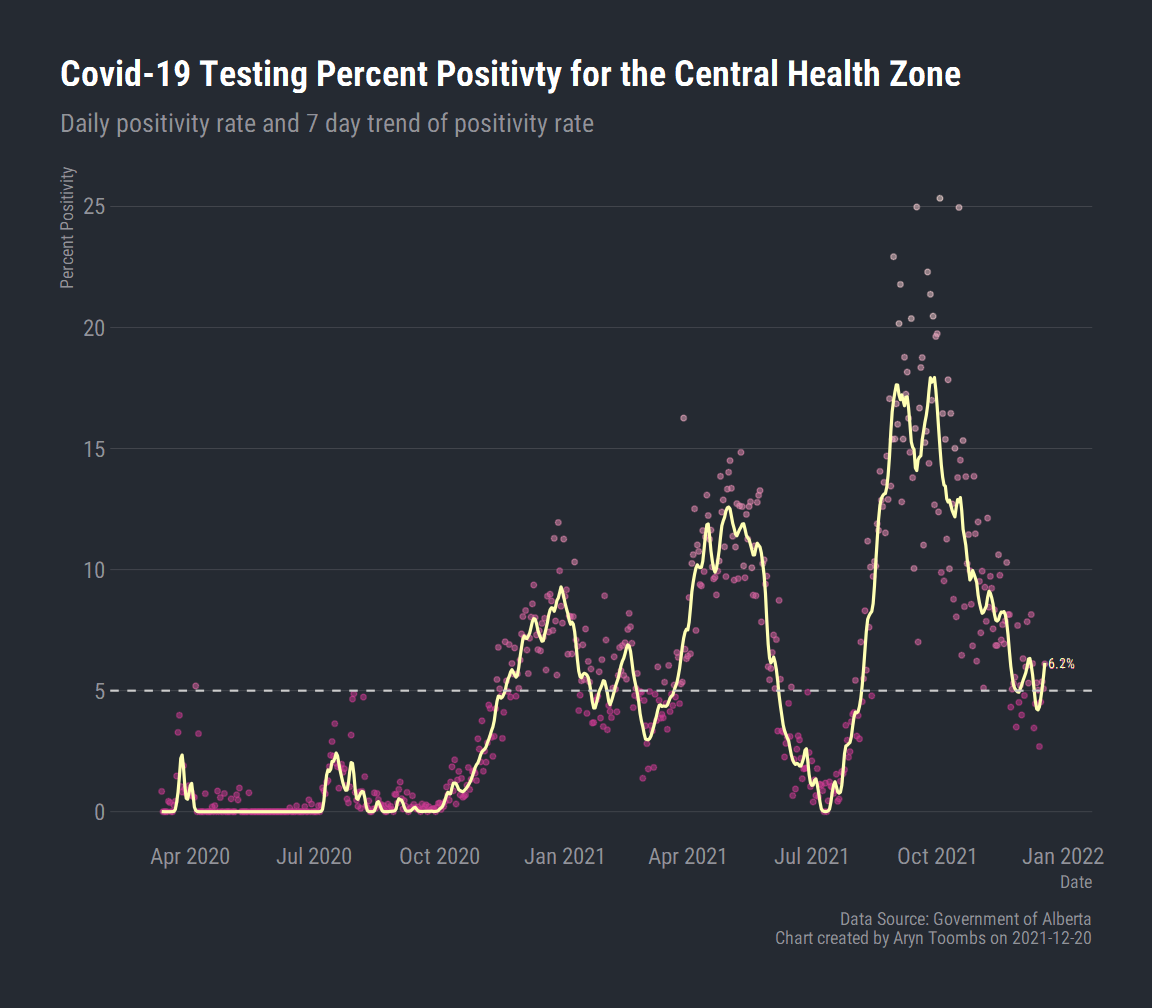 Covid-19 Testing Percent Positivty for the Central Health Zone
Daily positivity rate and 7 day trend of positivity rate
Percent Positivity
25
20
15
10
5
0
6.2%
Apr 2020
Jul 2020
Oct 2020
Jan 2021
Apr 2021
Jul 2021
Oct 2021
Jan 2022
Date
Data Source: Government of Alberta
Chart created by Aryn Toombs on 2021-12-20